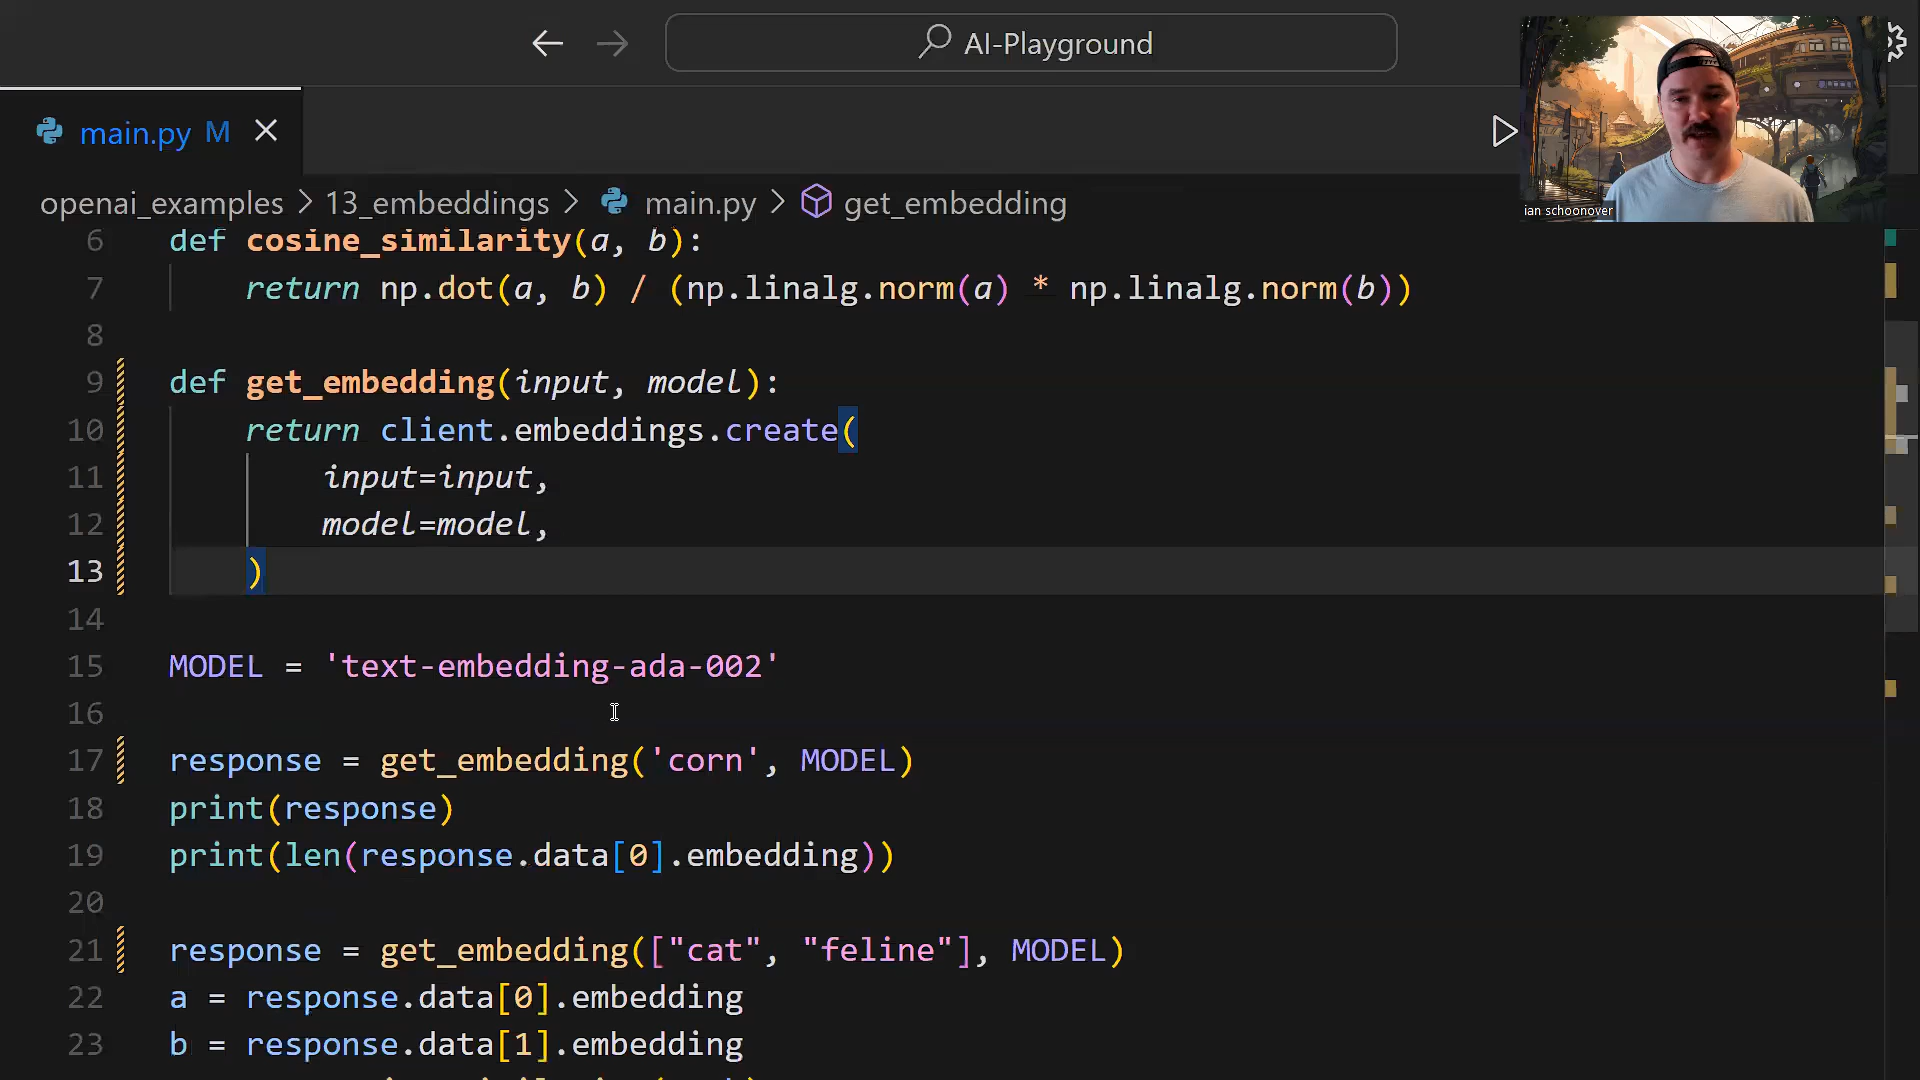 AI-Playground
main.py M
ian schoonover
openai_examples > 13_embeddings > main.py > get_embedding
6 def cosine_similarity(a, b):
7 return np.dot(a, b) / (np.linalg.norm(a) * np.linalg.norm(b))
8
9 def get_embedding(input, model):
10 return client.embeddings.create(
11 input=input,
12 model=model,
13 )
14
15 MODEL = 'text-embedding-ada-002'
16
17 response = get_embedding('corn', MODEL)
18 print(response)
19 print(len(response.data[0].embedding))
20
21 response = get_embedding(["cat", "feline"], MODEL)
22 a = response.data[0].embedding
23 b = response.data[1].embedding